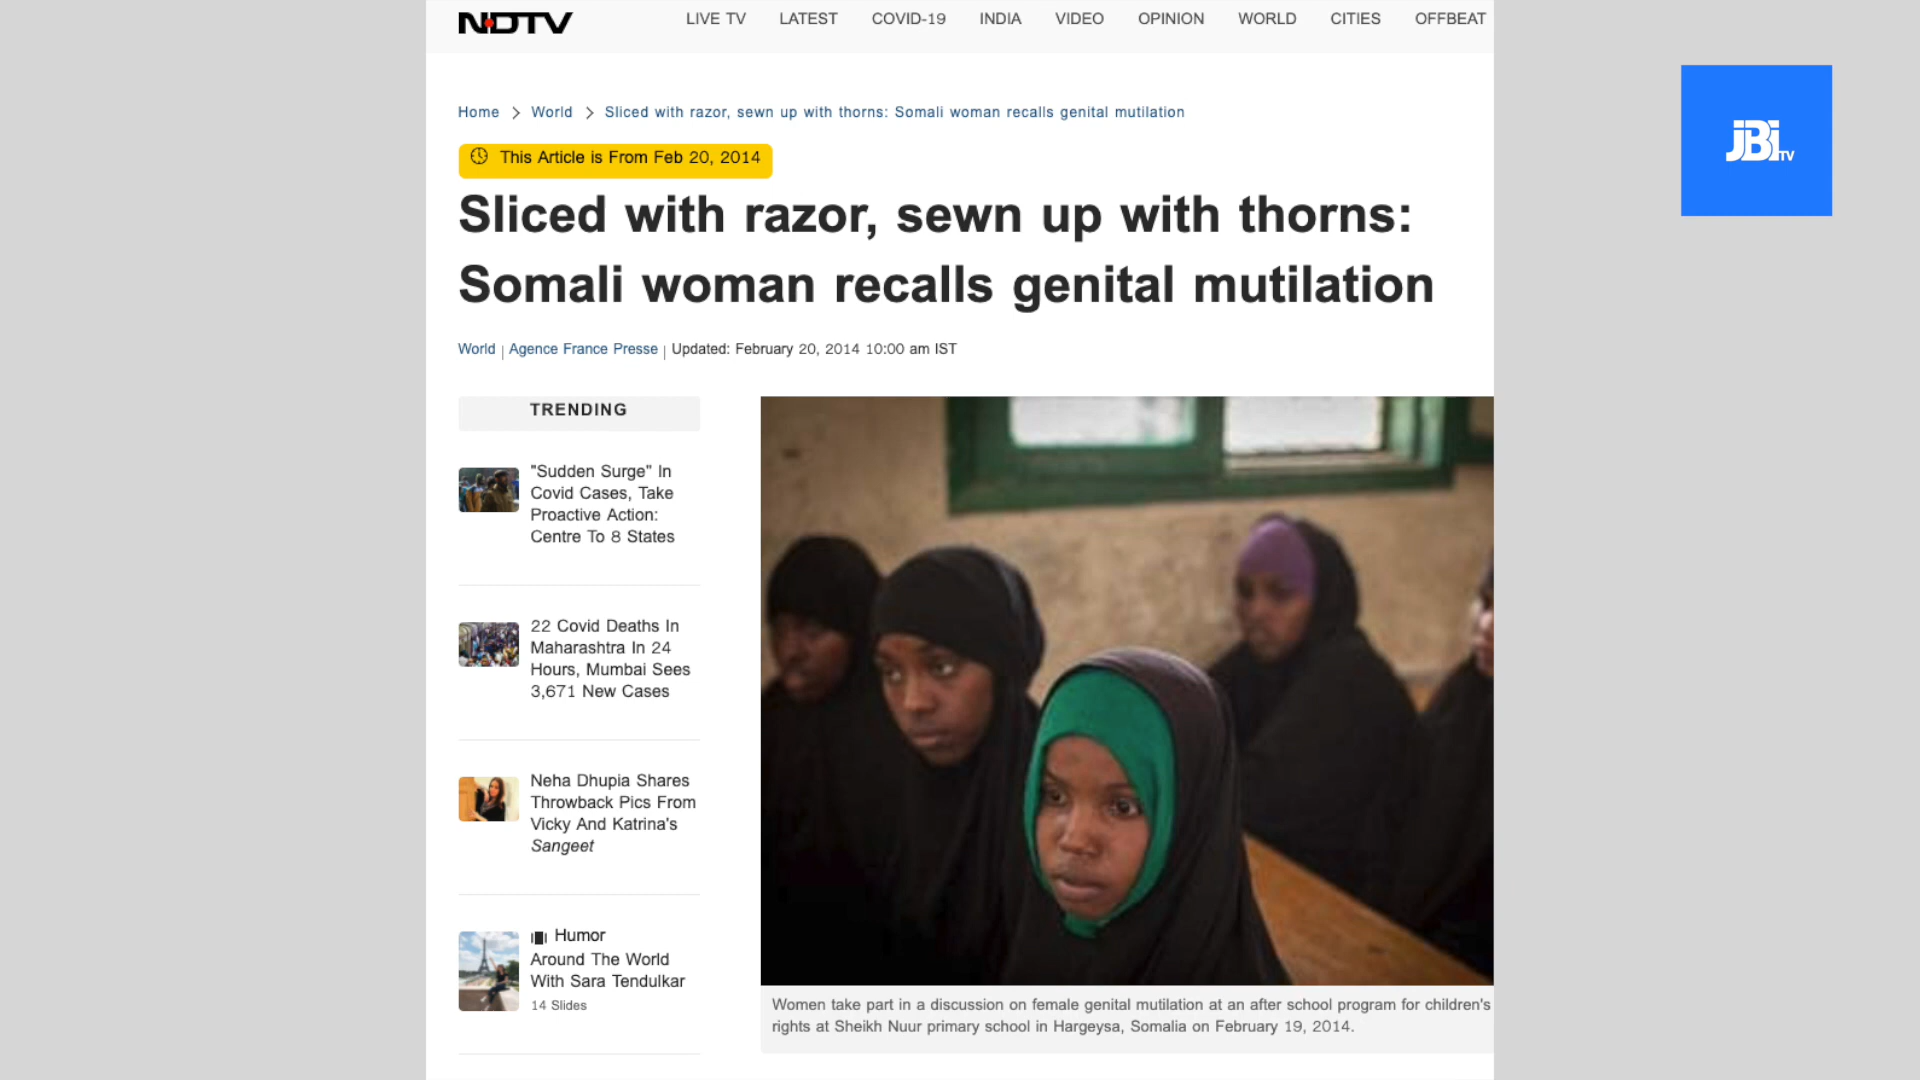 NDTV
LIVE TV LATEST COVID-19 INDIA VIDEO OPINION WORLD CITIES OFFBEAT
JBI TV
Home > World > Sliced with razor, sewn up with thorns: Somali woman recalls genital mutilation
This Article is From Feb 20, 2014
Sliced with razor, sewn up with thorns:
Somali woman recalls genital mutilation
World | Agence France Presse | Updated: February 20, 2014 10:00 am IST
TRENDING
"Sudden Surge" In
Covid Cases, Take
Proactive Action:
Centre To 8 States
22 Covid Deaths In
Maharashtra In 24
Hours, Mumbai Sees
3,671 New Cases
Neha Dhupia Shares
Throwback Pics From
Vicky And Katrina's
Sangeet
Humor
Around The World
With Sara Tendulkar
14 Slides
Women take part in a discussion on female genital mutilation at an after school program for children's
rights at Sheikh Nuur primary school in Hargeysa, Somalia on February 19, 2014.